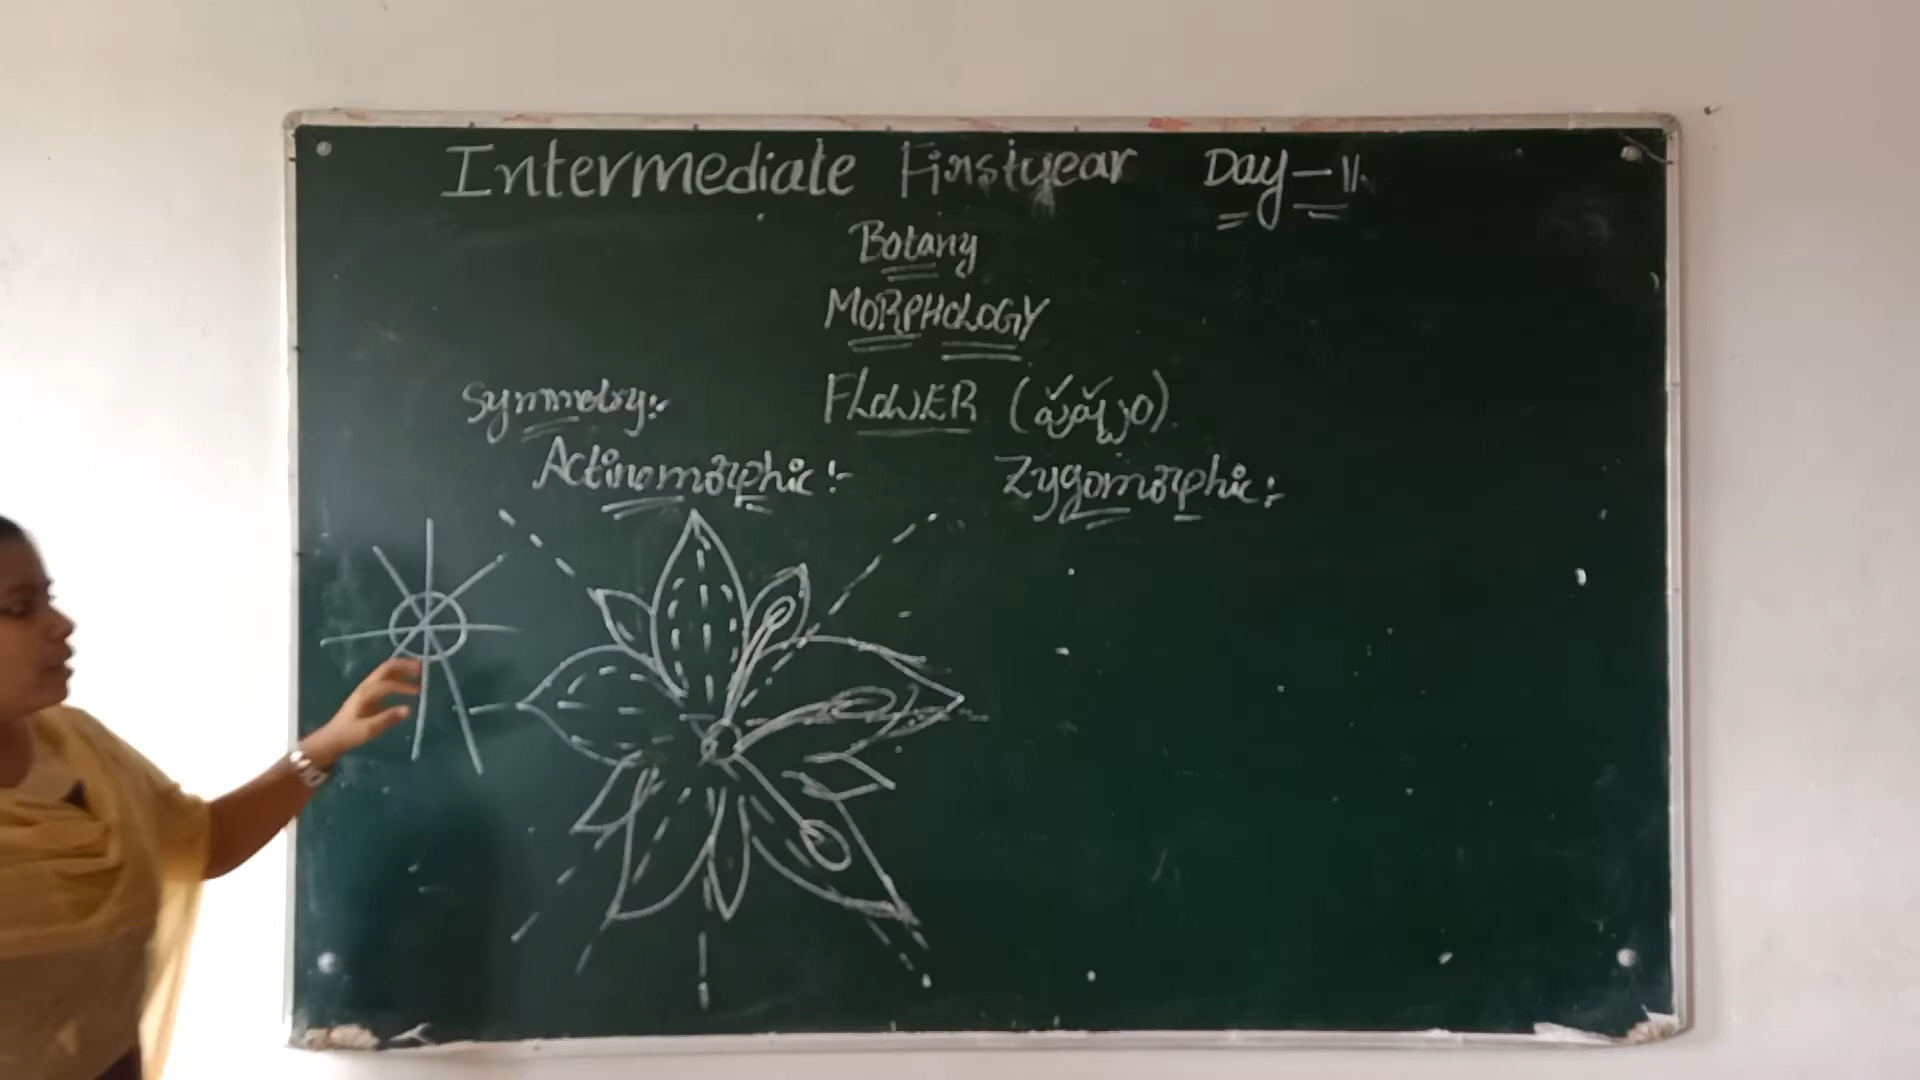 Intermediate Firstyear Day-11.
Botany
MORPHOLOGY
Symmetry:-
FLOWER (పుష్పం).
Actinomorphic:- Zygomorphic:-